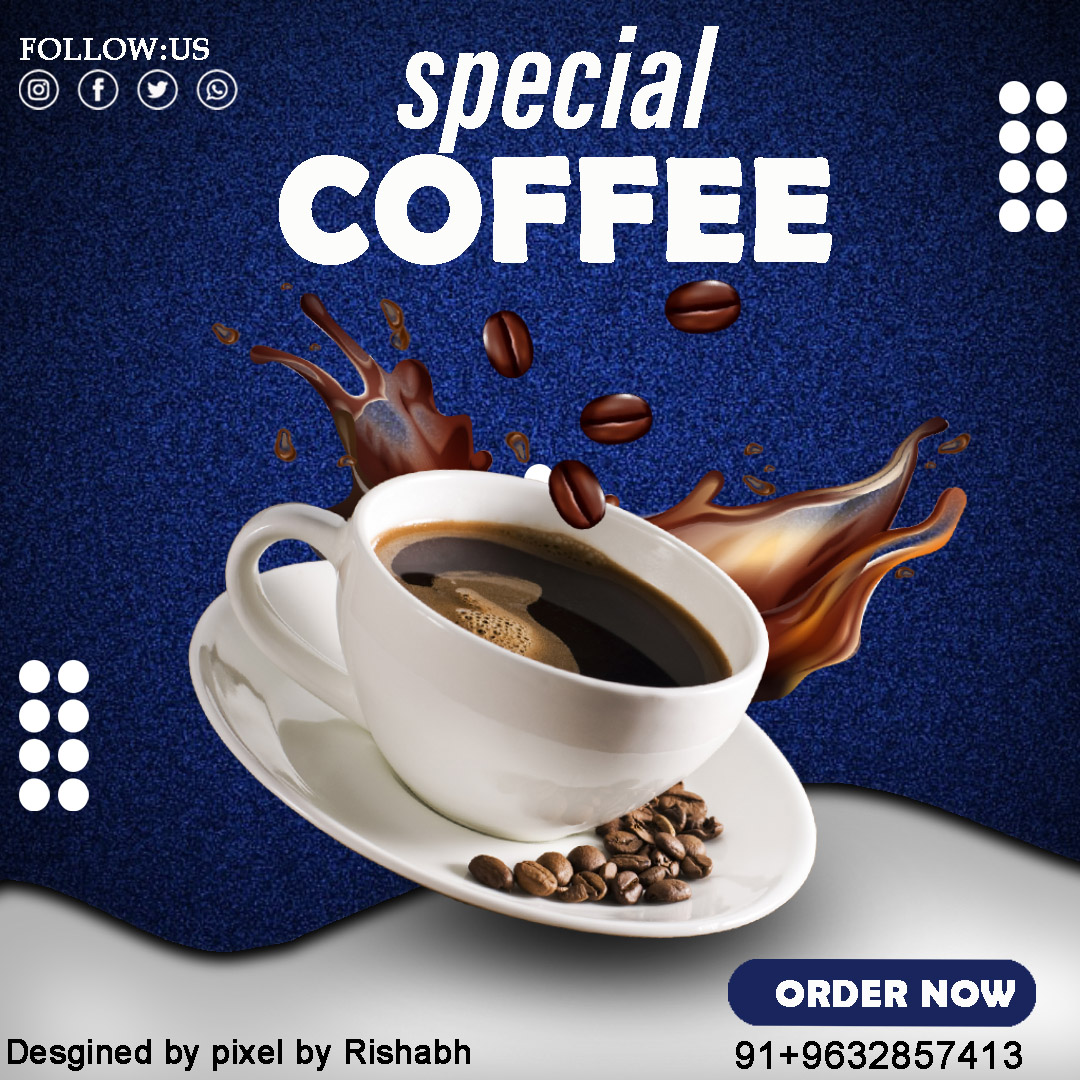 FOLLOW:US
special
COFFEE
ORDER NOW
Desgined by pixel by Rishabh
91+9632857413